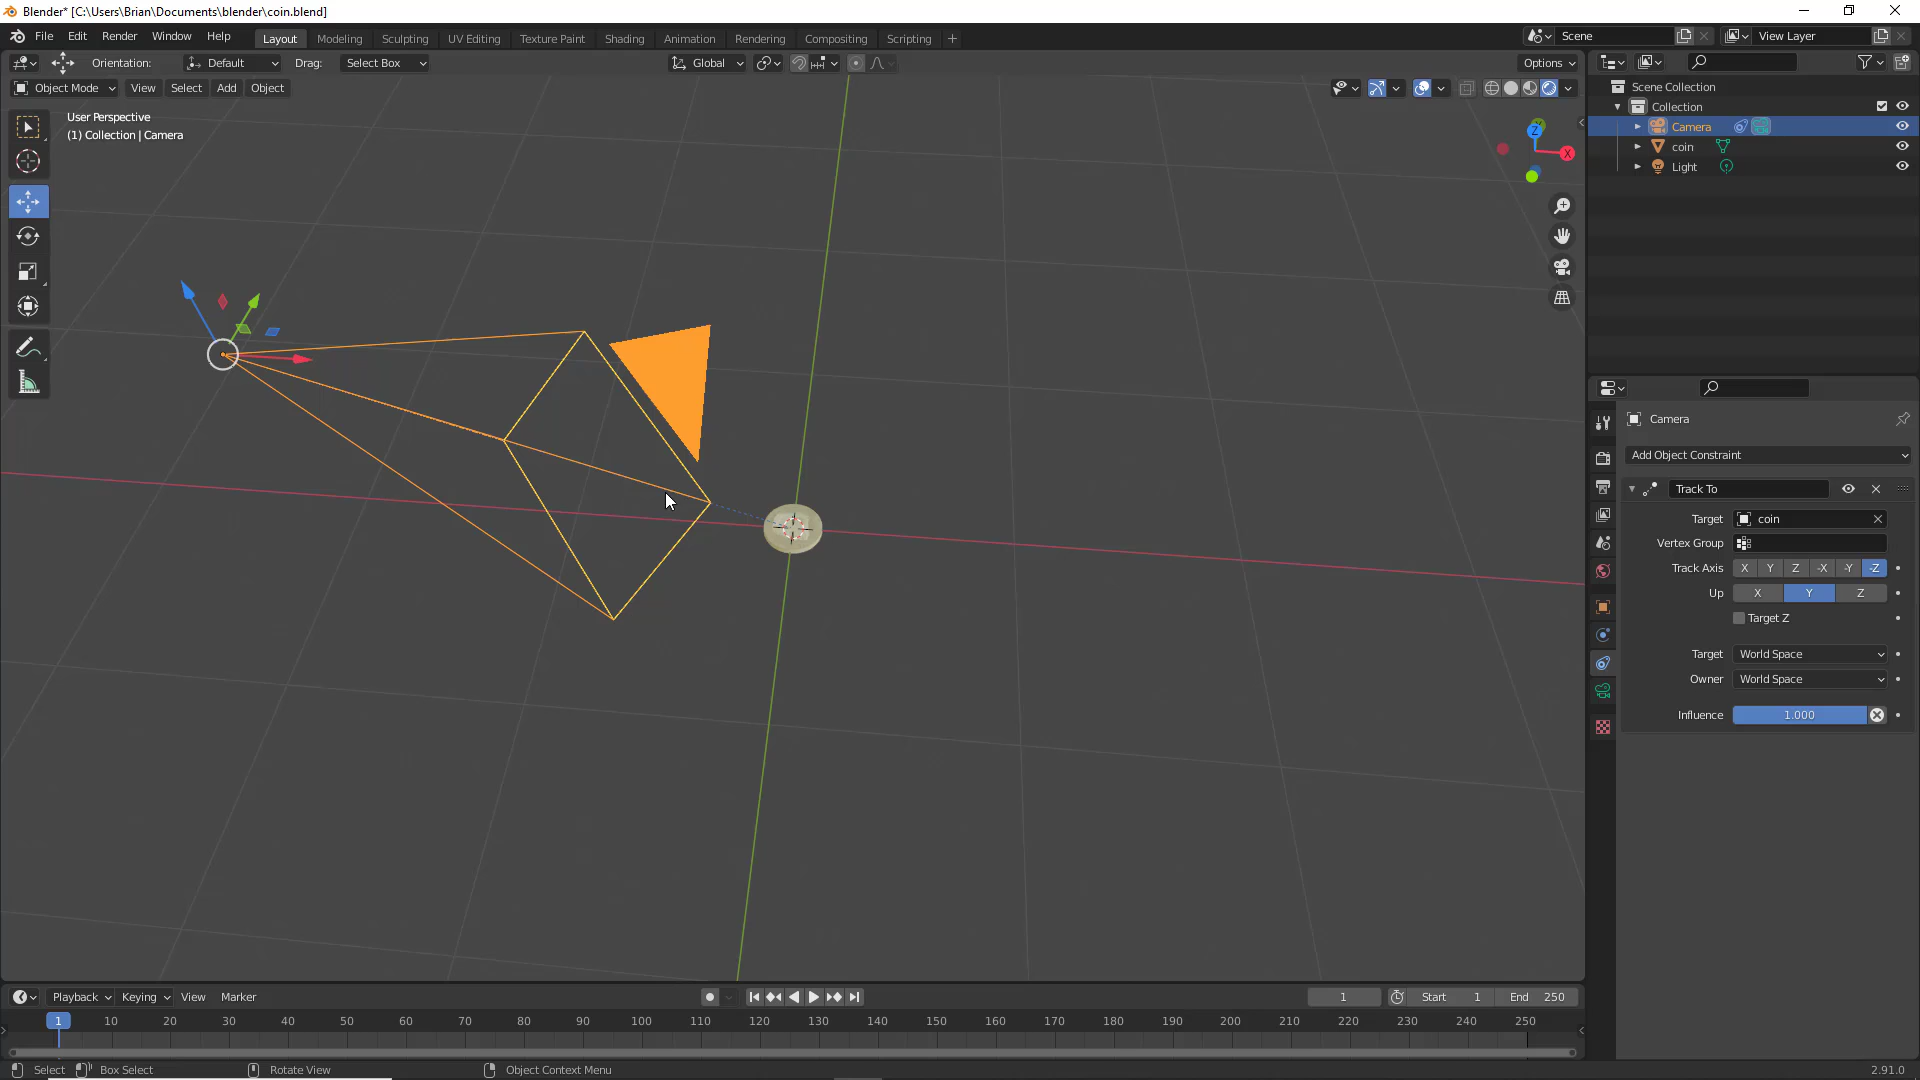 Blender* [C:\Users\Brian\Documents\blender\coin.blend]
File Edit Render Window Help Layout Modeling Sculpting UV Editing Texture Paint Shading Animation Rendering Compositing Scripting + Scene View Layer
Orientation: Default Drag: Select Box Global Options
Object Mode View Select Add Object
User Perspective
(1) Collection | Camera
Z
X
Scene Collection
Collection
Camera
coin
Light
Camera
Add Object Constraint
Track To
Target coin
Vertex Group
Track Axis X Y Z -X -Y -Z
Up X Y Z
Target Z
Target World Space
Owner World Space
Influence 1.000
Playback Keying View Marker 1 Start 1 End 250
1 10 20 30 40 50 60 70 80 90 100 110 120 130 140 150 160 170 180 190 200 210 220 230 240 250
Select Box Select Rotate View Object Context Menu 2.91.0